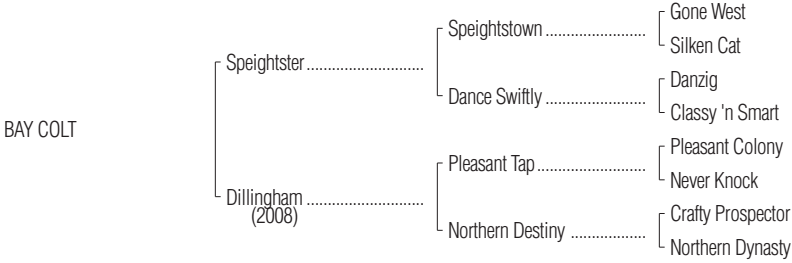 Gone West
Speightstown ........................
Silken Cat
Speightster ............................
Danzig
Dance Swiftly ........................
Classy 'n Smart
BAY COLT
Pleasant Colony
Pleasant Tap..........................
Never Knock
Dillingham ............................
(2008)
Crafty Prospector
Northern Destiny ..................
Northern Dynasty